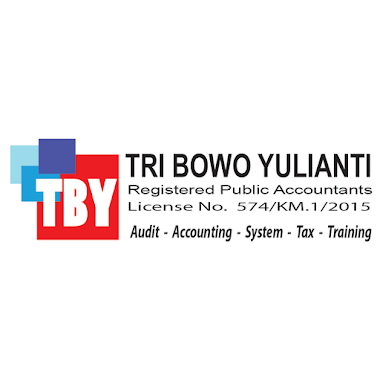 TBY
TRI BOWO YULIANTI
Registered Public Accountants
License No. 574/KM.1/2015
Audit - Accounting - System - Tax - Training